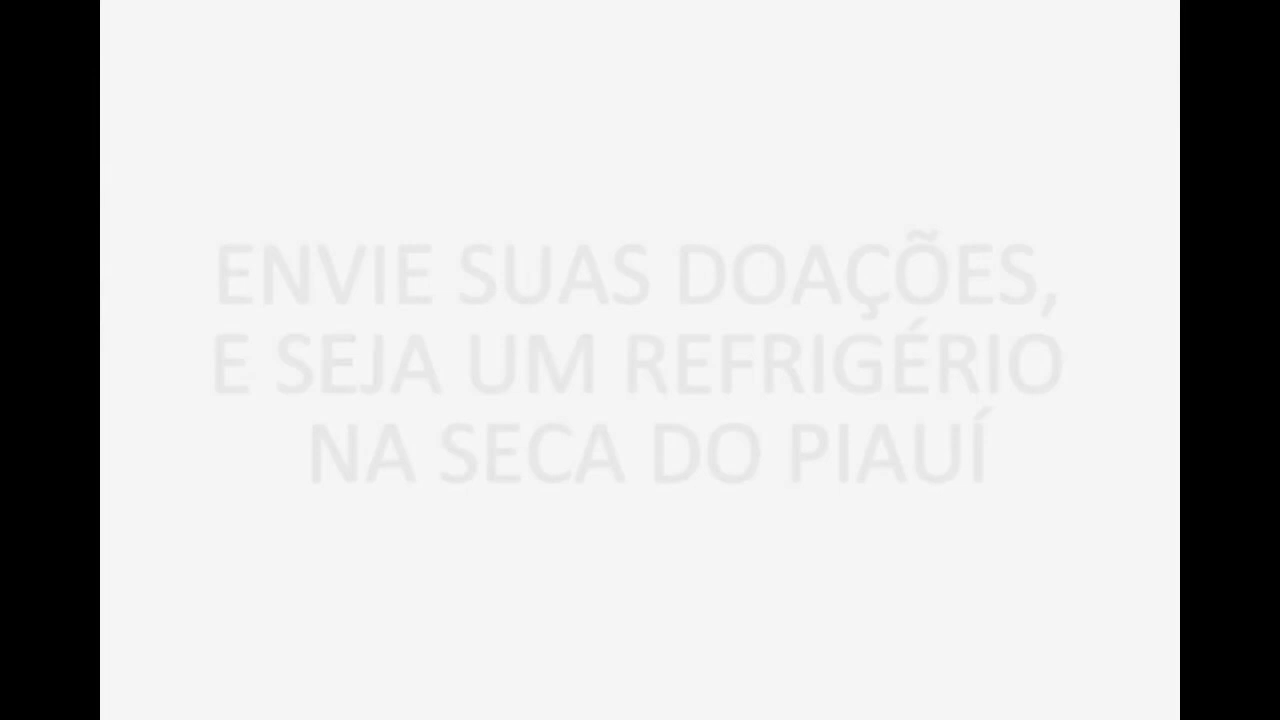 ENVIE SUAS DOAÇÕES,
E SEJA UM REFRIGÉRIO
NA SECA DO PIAUÍ